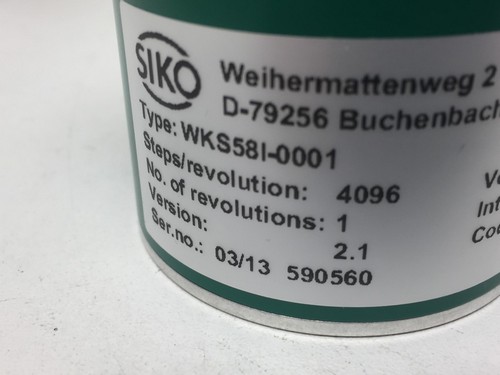 SIKO
Weihermattenweg 2
D-79256 Buchenbach
Type: WKS58I-0001
Steps/revolution: 4096
No. of revolutions: 1
Version: 2.1
Ser.no.: 03/13 590560